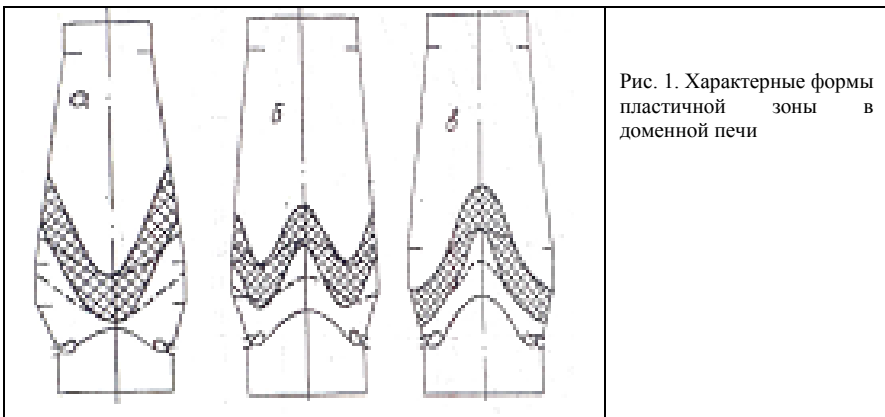 а
б
в
Рис. 1. Характерные формы
пластичной зоны в
доменной печи